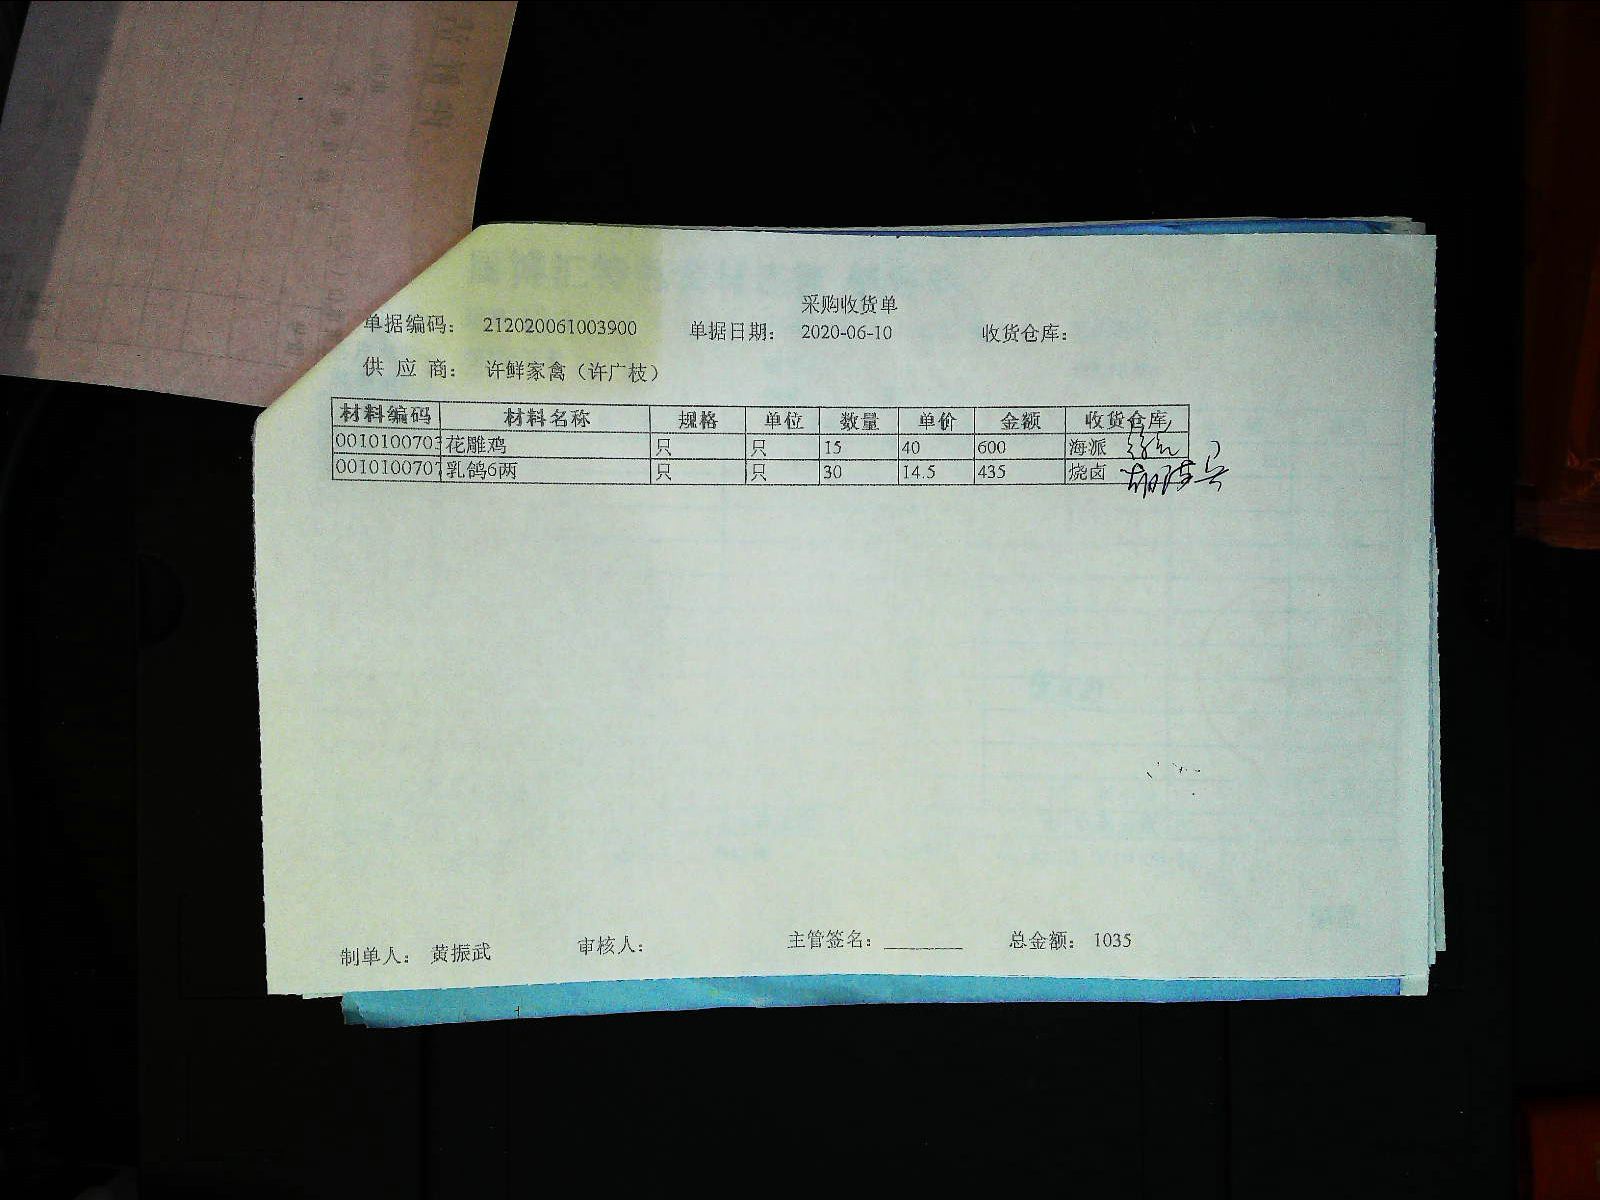 采购收货单
单据编码: 212020061003900 单据日期: 2020-06-10 收货仓库:
供 应 商: 许鲜家禽（许广枝）
材料编码 材料名称 规格 单位 数量 单价 金额 收货仓库
0010100703 花雕鸡 只 只 15 40 600 海派
0010100707 乳鸽6两 只 只 30 14.5 435 烧卤
制单人: 黄振武 审核人: 主管签名: ________ 总金额: 1035